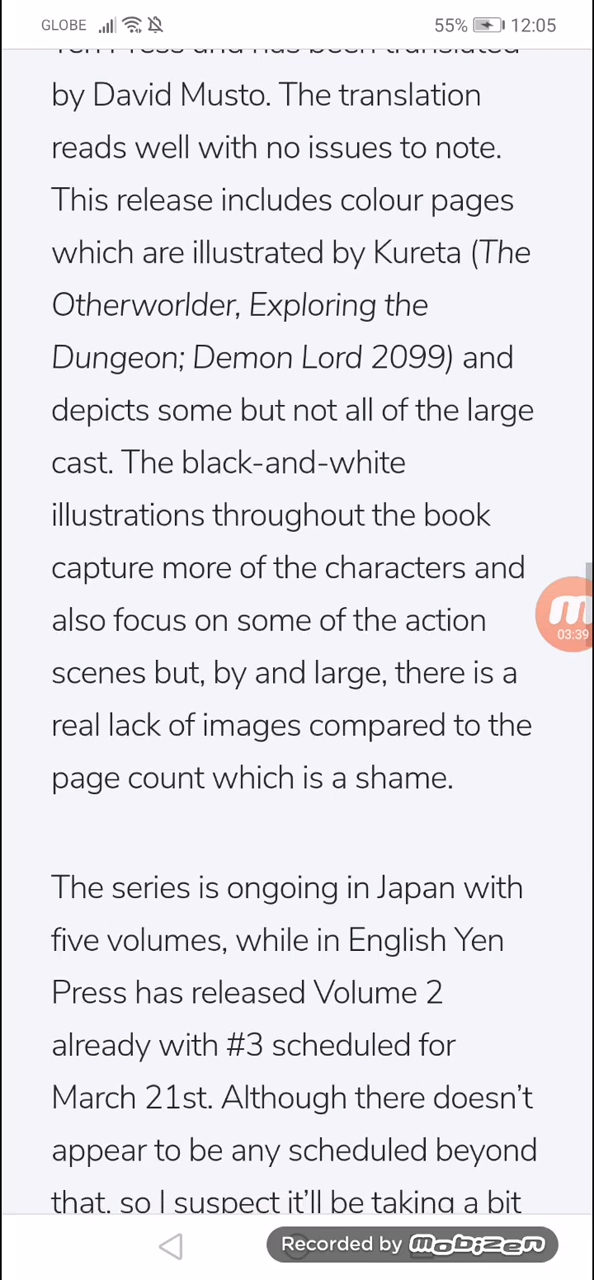 GLOBE 55% 12:05
Yen Press and has been translated
by David Musto. The translation
reads well with no issues to note.
This release includes colour pages
which are illustrated by Kureta (The
Otherworlder, Exploring the
Dungeon; Demon Lord 2099) and
depicts some but not all of the large
cast. The black-and-white
illustrations throughout the book
capture more of the characters and
also focus on some of the action
scenes but, by and large, there is a
real lack of images compared to the
page count which is a shame.
m
03:39
The series is ongoing in Japan with
five volumes, while in English Yen
Press has released Volume 2
already with #3 scheduled for
March 21st. Although there doesn't
appear to be any scheduled beyond
that, so I suspect it'll be taking a bit
Recorded by mobizen